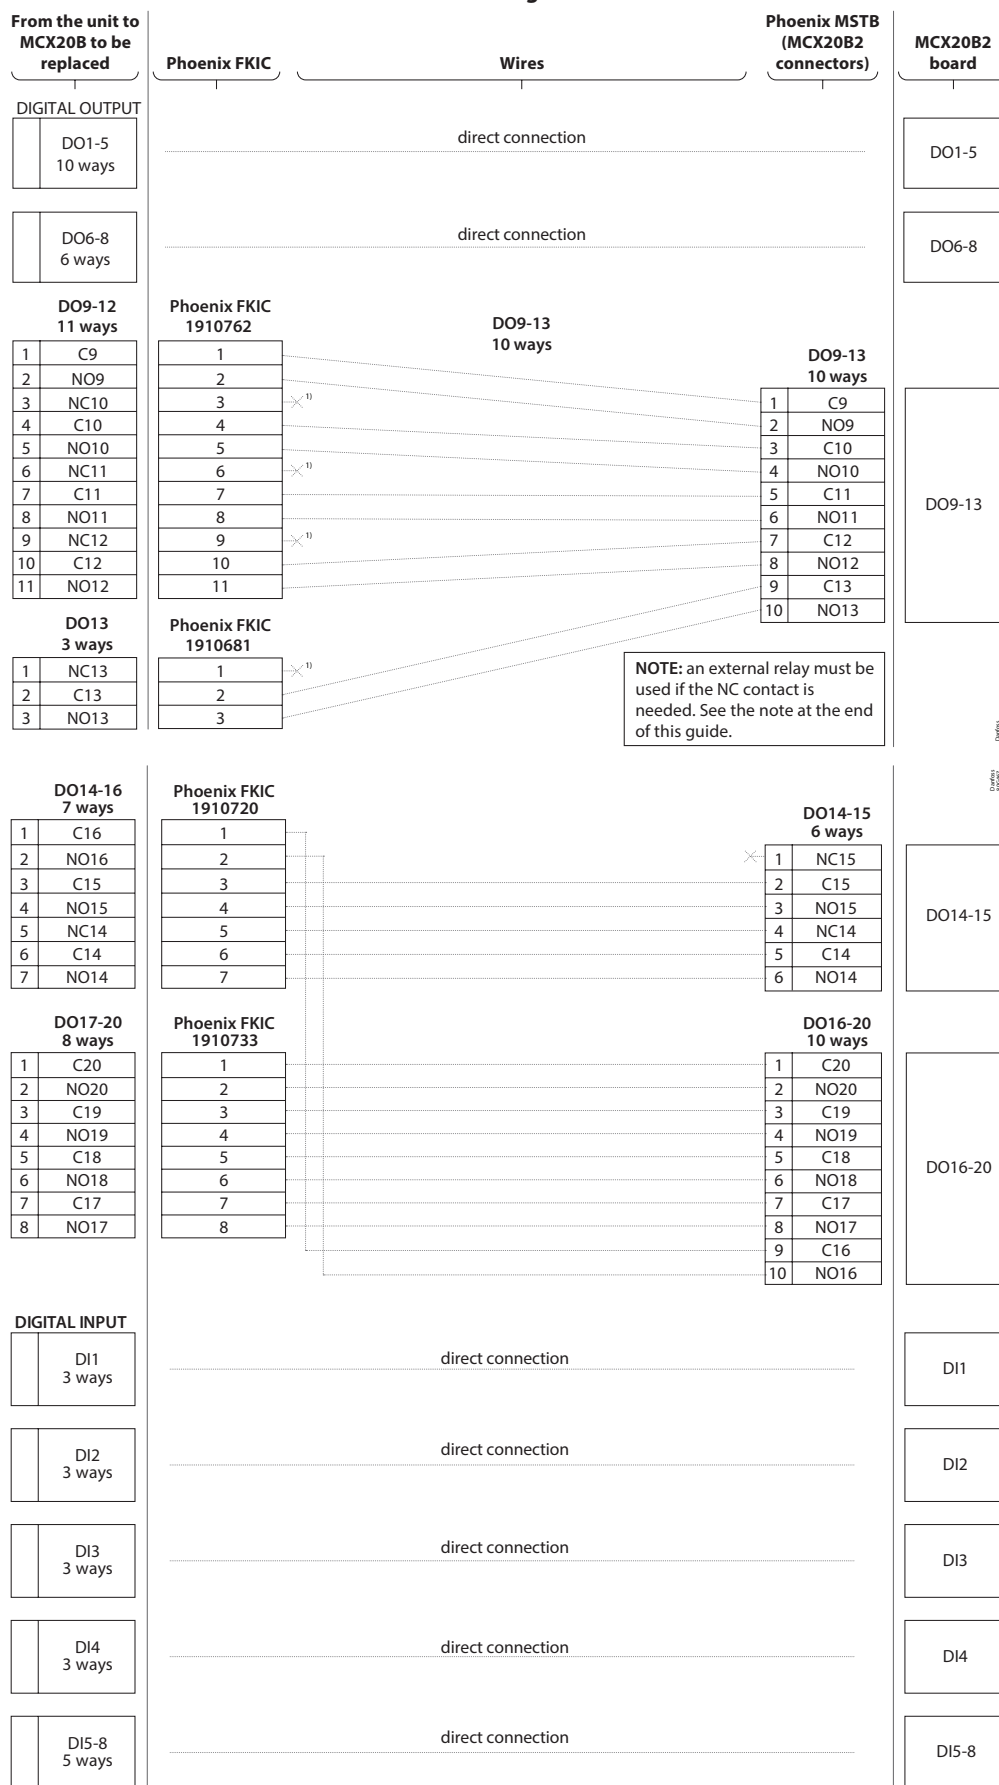 From the unit to
MCX20B to be
replaced
Phoenix FKIC
Wires
Phoenix MSTB
(MCX20B2
connectors)
MCX20B2
board
DIGITAL OUTPUT
DO1-5
10 ways
direct connection
DO1-5
DO6-8
6 ways
direct connection
DO6-8
DO9-12
11 ways
Phoenix FKIC
1910762
DO9-13
10 ways
DO9-13
10 ways
1 C9
2 NO9
3 NC10
4 C10
5 NO10
6 NC11
7 C11
8 NO11
9 NC12
10 C12
11 NO12
1
2
3 1)
4
5
6 1)
7
8
9 1)
10
11
1 C9
2 NO9
3 C10
4 NO10
5 C11
6 NO11
7 C12
8 NO12
9 C13
10 NO13
DO9-13
DO13
3 ways
Phoenix FKIC
1910681
1 NC13
2 C13
3 NO13
1 1)
2
3
NOTE: an external relay must be
used if the NC contact is
needed. See the note at the end
of this guide.
Danfoss
Danfoss
DO14-16
7 ways
Phoenix FKIC
1910720
DO14-15
6 ways
1 C16
2 NO16
3 C15
4 NO15
5 NC14
6 C14
7 NO14
1
2
3
4
5
6
7
1 NC15
2 C15
3 NO15
4 NC14
5 C14
6 NO14
DO14-15
DO17-20
8 ways
Phoenix FKIC
1910733
DO16-20
10 ways
1 C20
2 NO20
3 C19
4 NO19
5 C18
6 NO18
7 C17
8 NO17
1
2
3
4
5
6
7
8
1 C20
2 NO20
3 C19
4 NO19
5 C18
6 NO18
7 C17
8 NO17
9 C16
10 NO16
DO16-20
DIGITAL INPUT
DI1
3 ways
direct connection
DI1
DI2
3 ways
direct connection
DI2
DI3
3 ways
direct connection
DI3
DI4
3 ways
direct connection
DI4
DI5-8
5 ways
direct connection
DI5-8